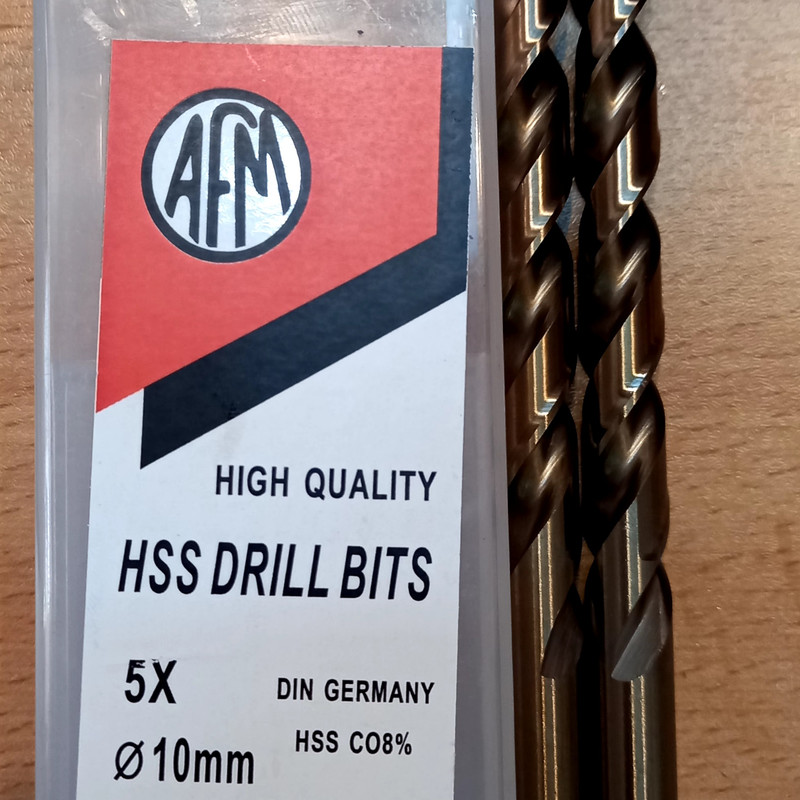 AFM
HIGH QUALITY
HSS DRILL BITS
5X
DIN GERMANY
HSS CO8%
Ø10mm